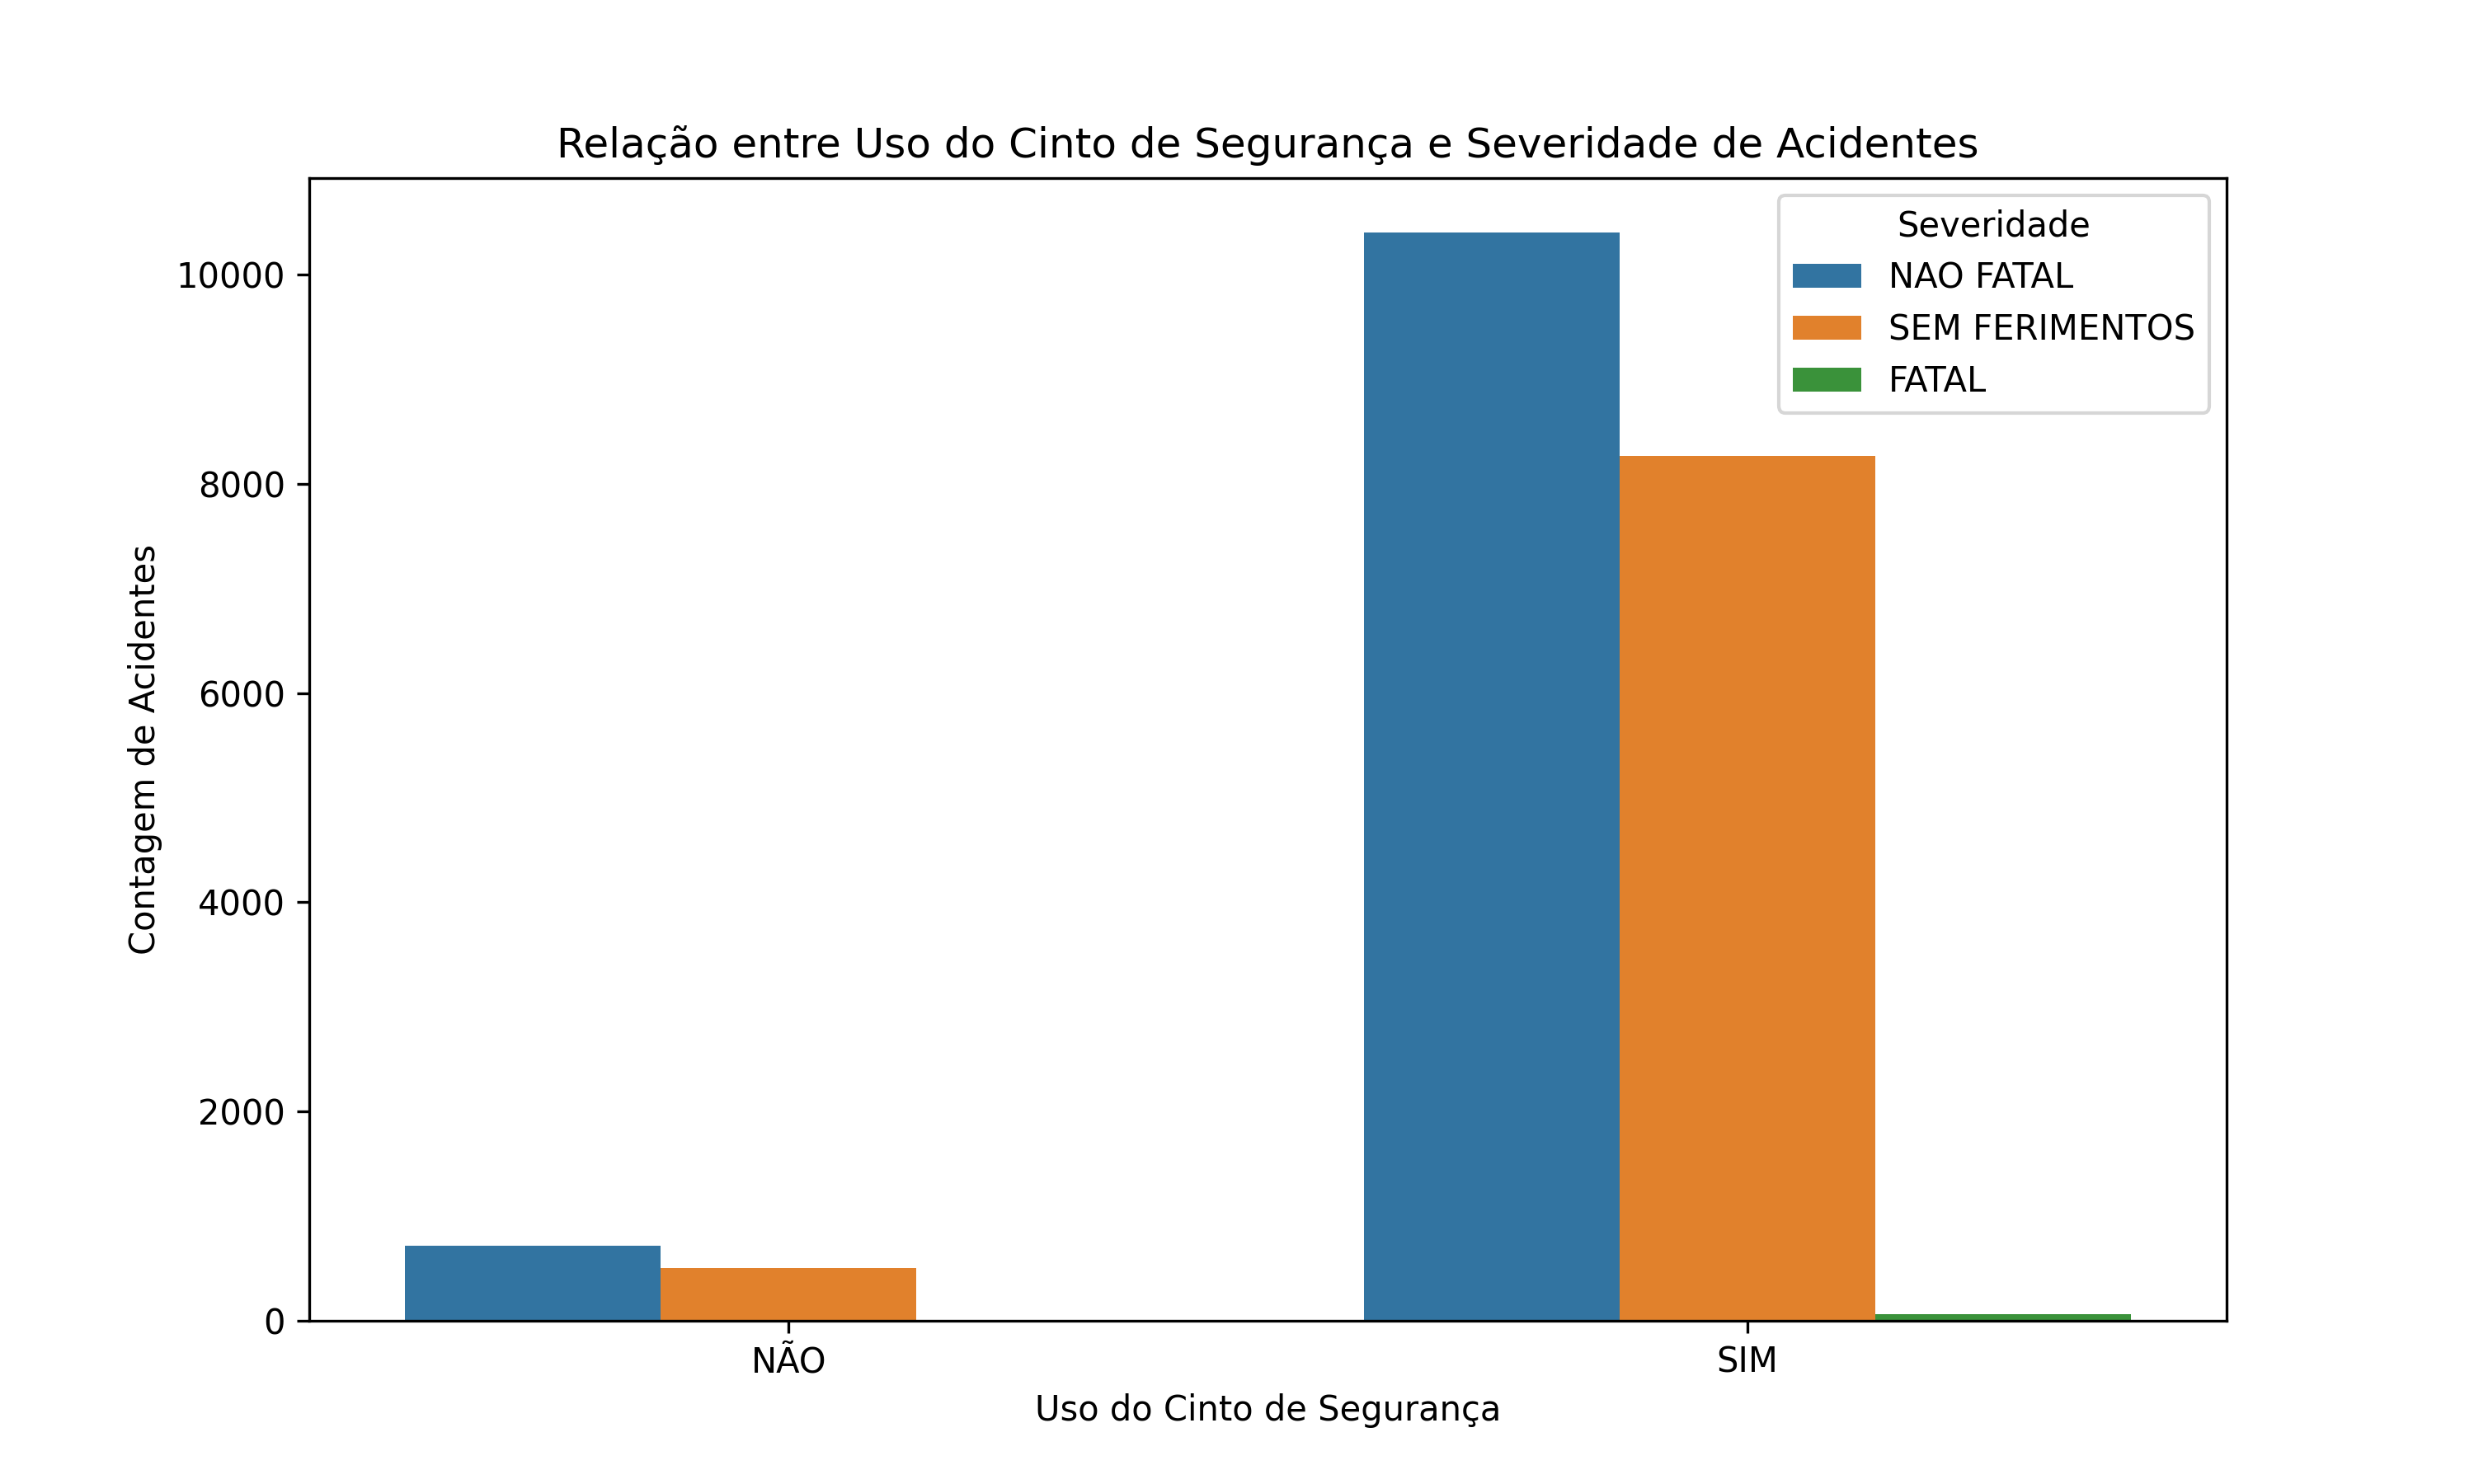 Relação entre Uso do Cinto de Segurança e Severidade de Acidentes
Severidade
NAO FATAL
SEM FERIMENTOS
FATAL
Contagem de Acidentes
10000
8000
6000
4000
2000
0
NÃO
SIM
Uso do Cinto de Segurança